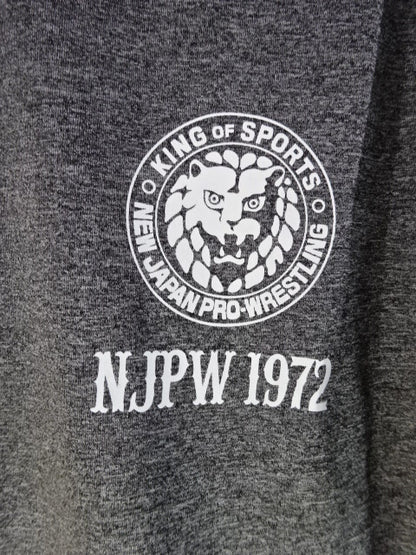 KING OF SPORTS
NEW JAPAN PRO-WRESTLING
NJPW 1972